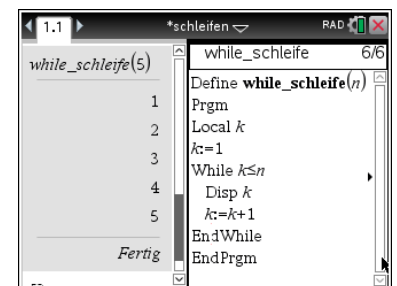 1.1 *schleifen RAD
while_schleife(5)
1
2
3
4
5
Fertig
while_schleife 6/6
Define while_schleife(n)
Prgm
Local k
k:=1
While k≤n
Disp k
k:=k+1
EndWhile
EndPrgm